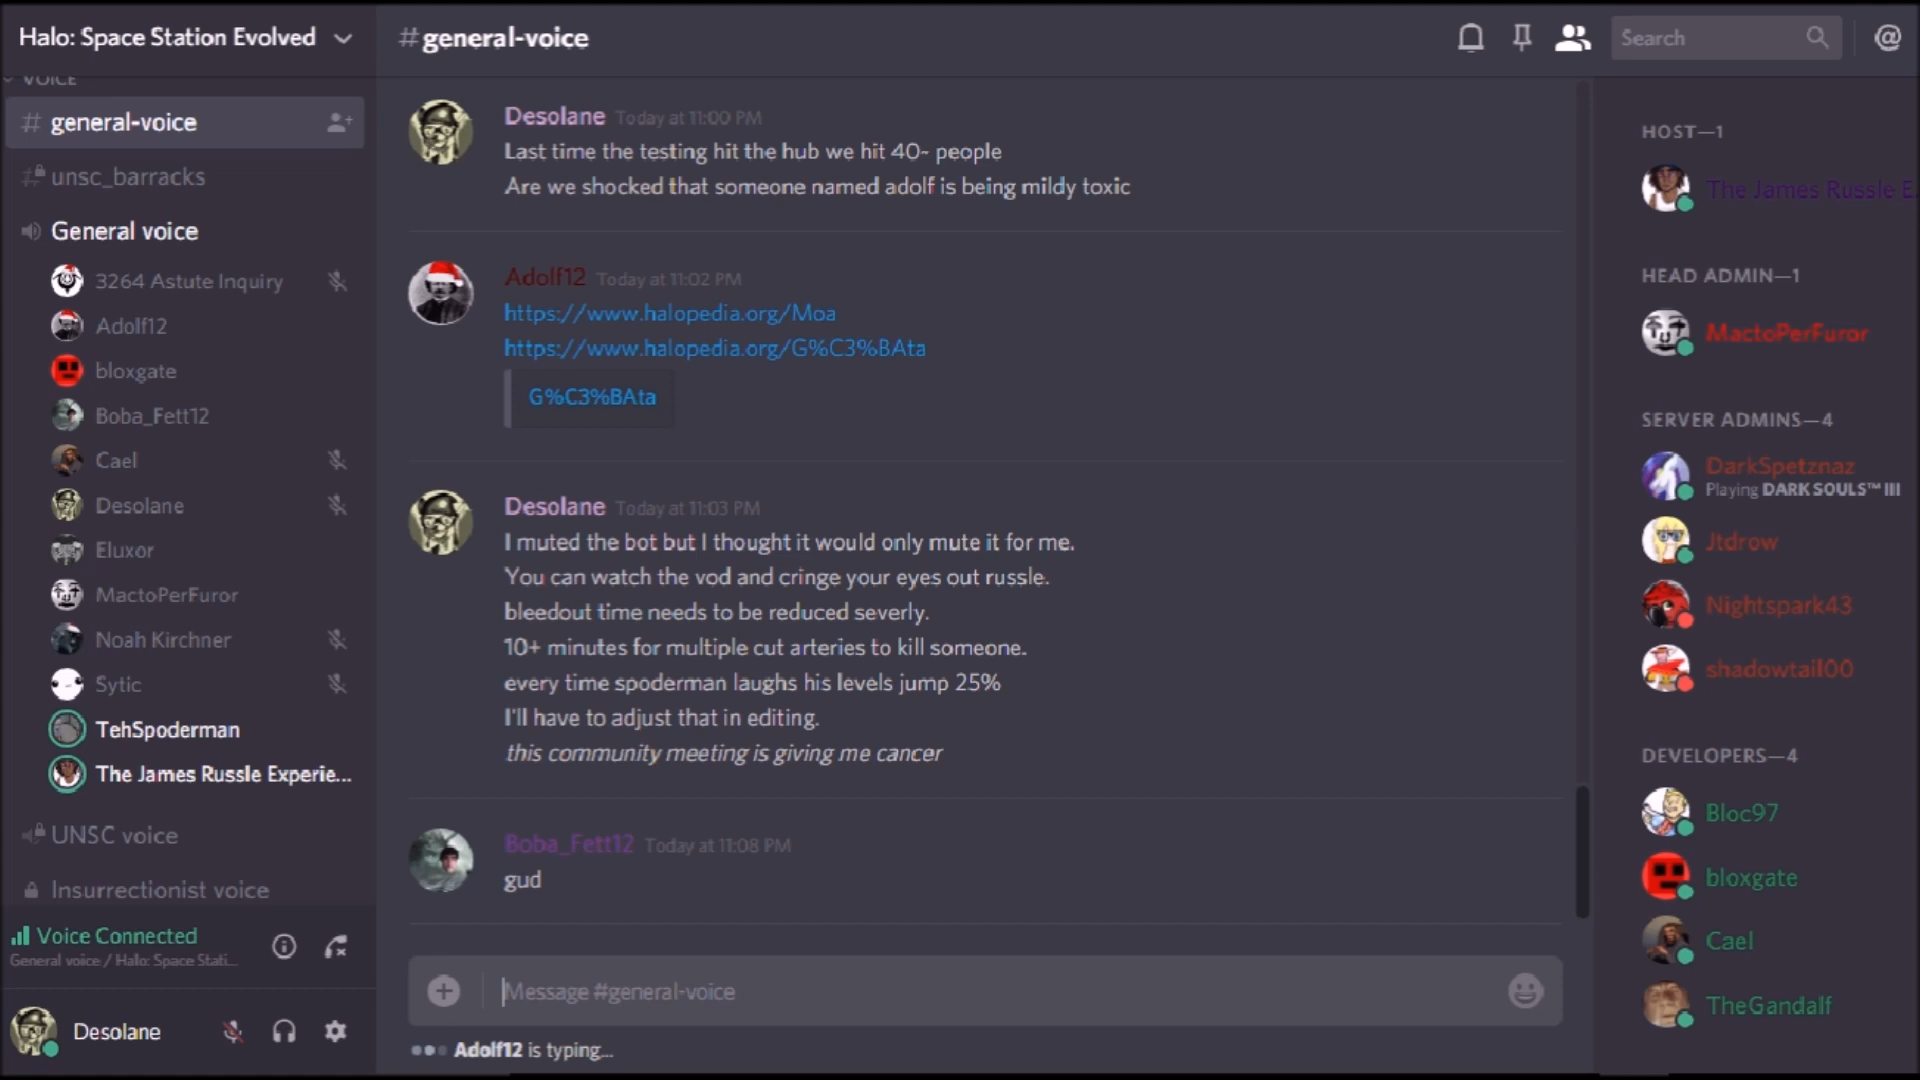 Halo: Space Station Evolved
VOICE
# general-voice
unsc_barracks
General voice
3264 Astute Inquiry
Adolf12
bloxgate
Boba_Fett12
Cael
Desolane
Eluxor
MactoPerFuror
Noah Kirchner
Sytic
TehSpoderman
The James Russle Experie...
UNSC voice
Insurrectionist voice
Voice Connected
General voice / Halo: Space Stati...
Desolane
#general-voice
Desolane Today at 11:00 PM
Last time the testing hit the hub we hit 40~ people
Are we shocked that someone named adolf is being mildy toxic
Adolf12 Today at 11:02 PM
https://www.halopedia.org/Moa
https://www.halopedia.org/G%C3%BAta
G%C3%BAta
Desolane Today at 11:03 PM
I muted the bot but I thought it would only mute it for me.
You can watch the vod and cringe your eyes out russle.
bleedout time needs to be reduced severly.
10+ minutes for multiple cut arteries to kill someone.
every time spoderman laughs his levels jump 25%
I'll have to adjust that in editing.
this community meeting is giving me cancer
Boba_Fett12 Today at 11:08 PM
gud
Message #general-voice
Adolf12 is typing...
Search
@
HOST—1
The James Russle E
HEAD ADMIN—1
MactoPerFuror
SERVER ADMINS—4
DarkSpetznaz
Playing DARK SOULS™ III
Jtdrow
Nightspark43
shadowtail00
DEVELOPERS—4
Bloc97
bloxgate
Cael
TheGandalf